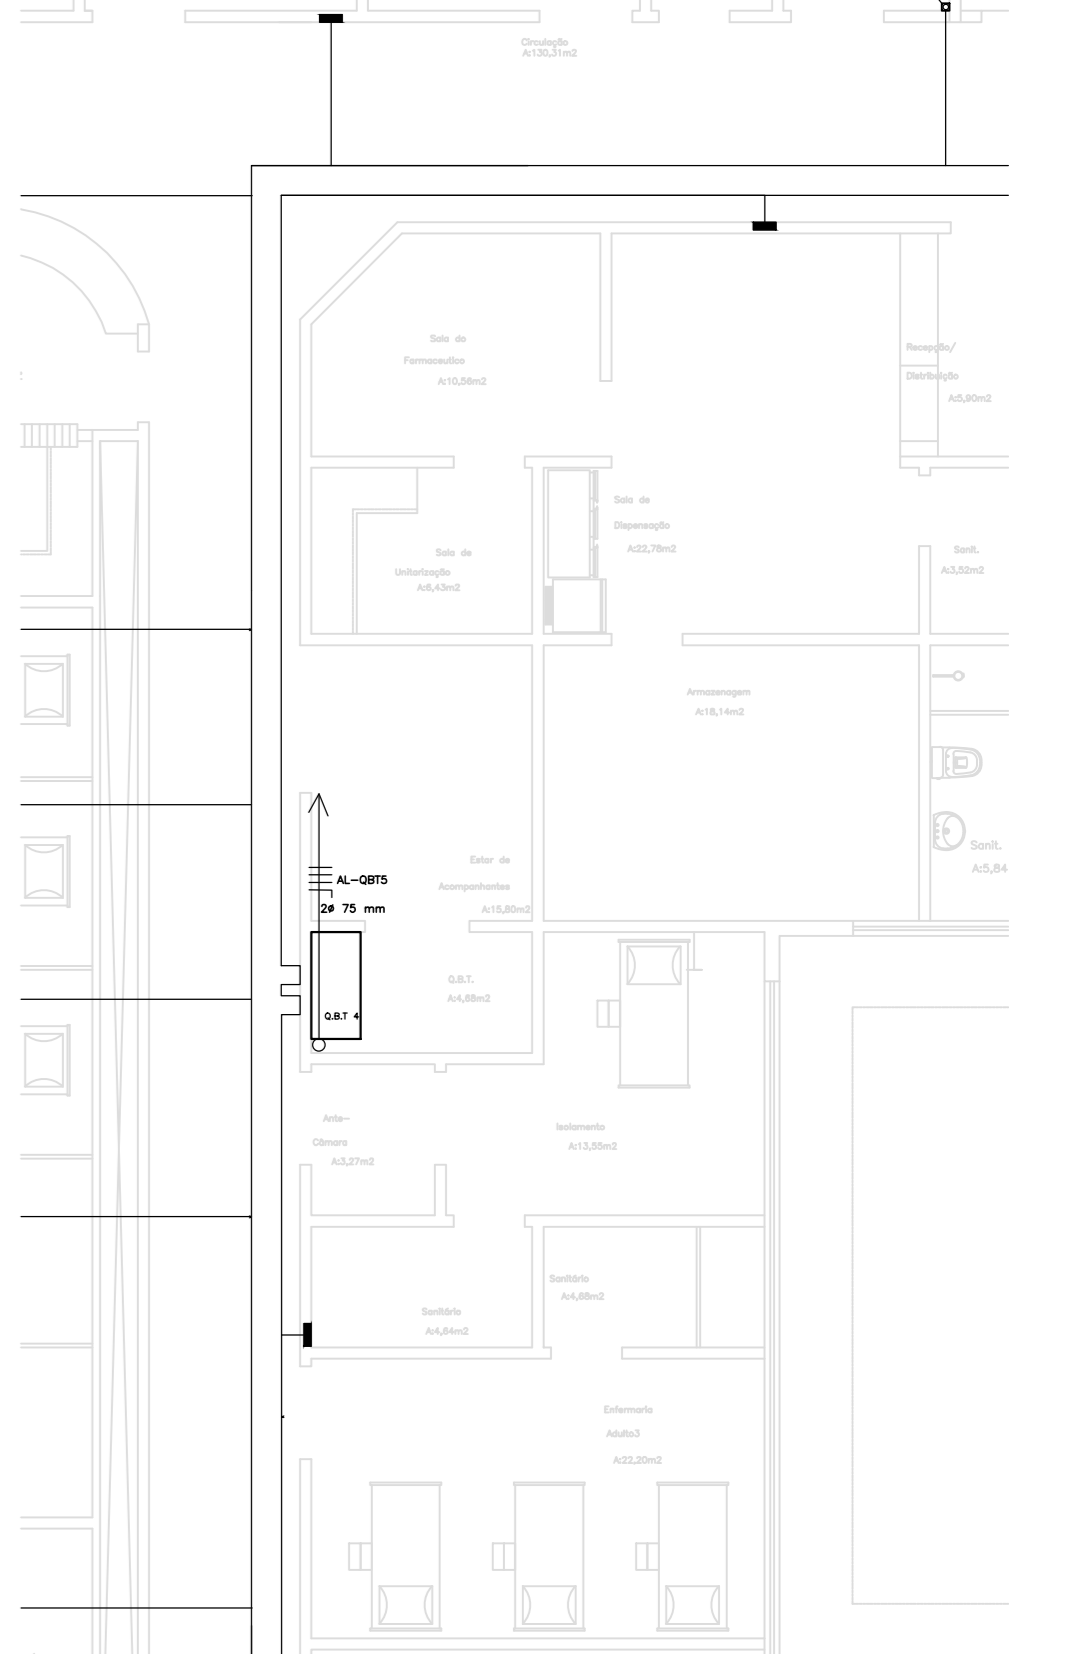 Circulação
A:130,31m2
Sala do
Farmaceutico
A:10,58m2
Recepção/
Distribuição
A:5,90m2
Sala de
Dispensação
A:22,78m2
Sala de
Unitarização
A:6,43m2
Sanit.
A:3,52m2
Armazenagem
A:18,14m2
Sanit.
A:5,84
Estar de
Acompanhantes
A:15,80m2
AL-QBT5
2ø 75 mm
Q.B.T.
A:4,68m2
Q.B.T 4
Ante-
Câmara
A:3,27m2
Isolamento
A:13,55m2
Sanitário
A:4,68m2
Sanitário
A:4,64m2
Enfermaria
Adulto3
A:22,20m2